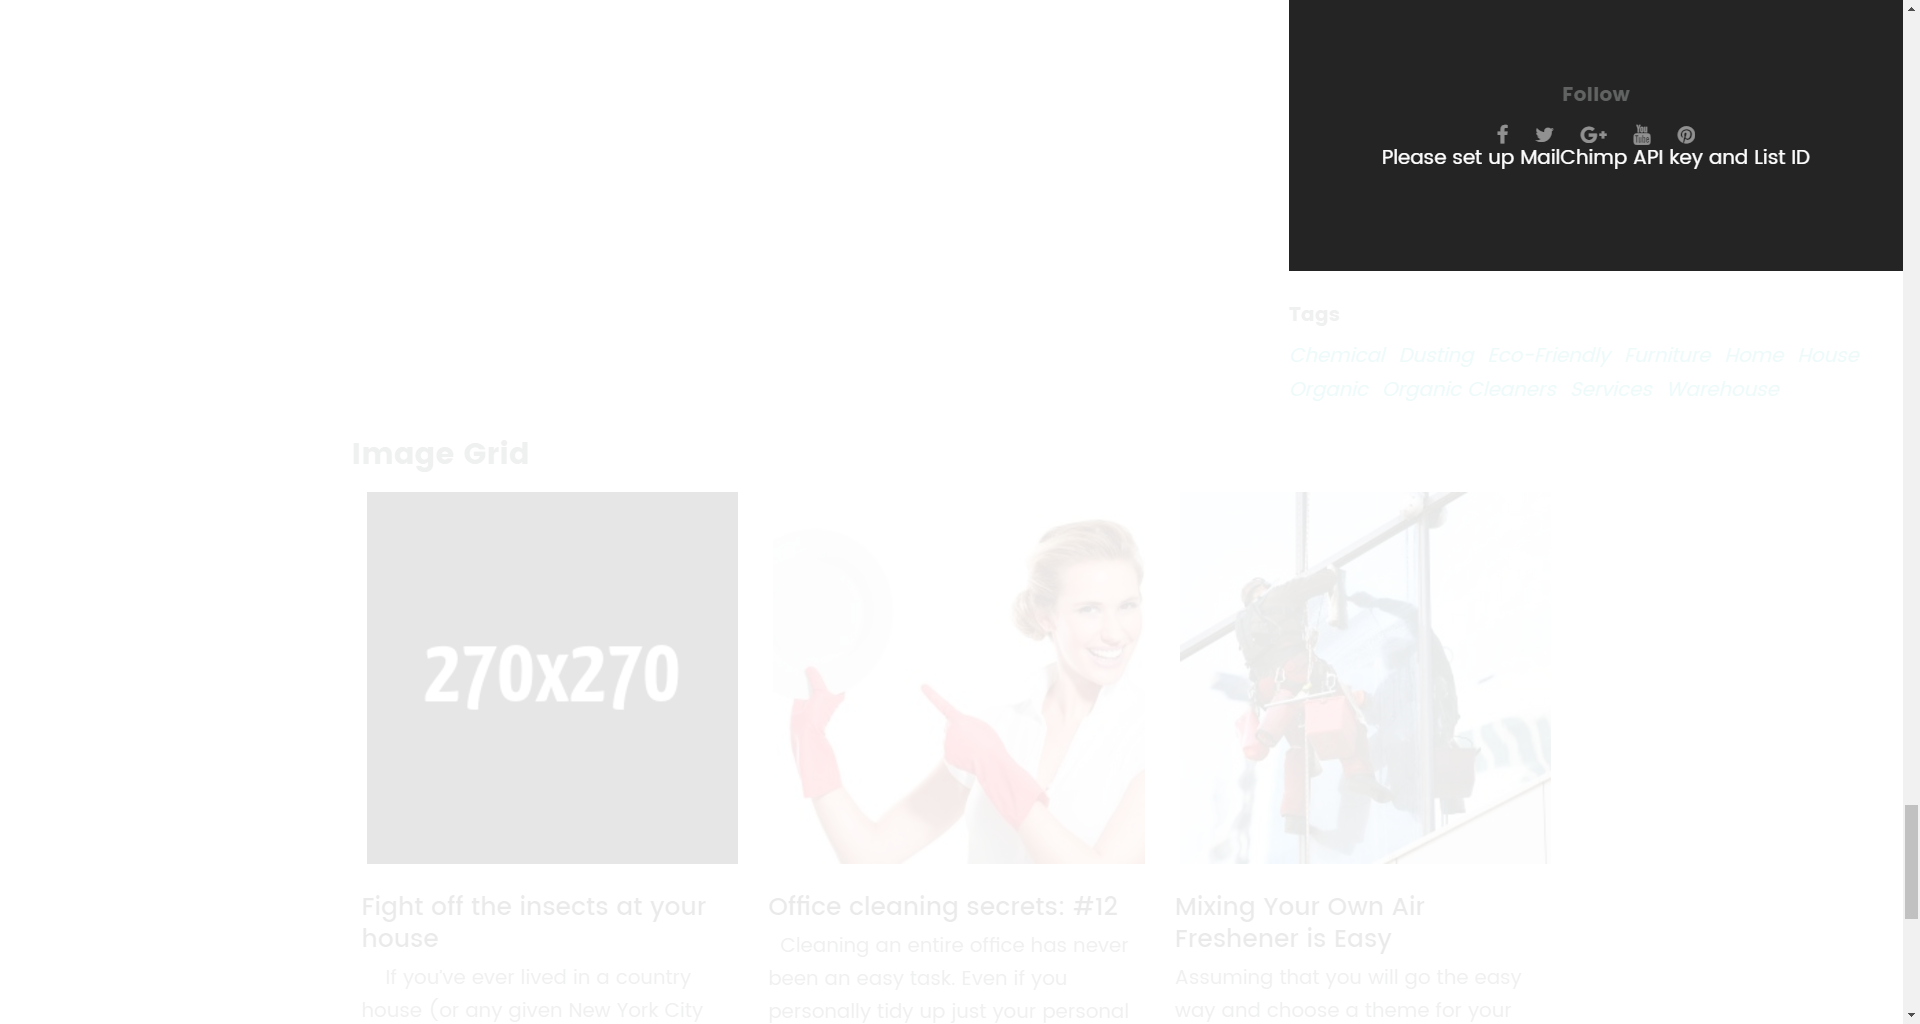 Follow
Please set up MailChimp API key and List ID
Tags
Chemical Dusting Eco-Friendly Furniture Home House
Organic Organic Cleaners Services Warehouse
Image Grid
270x270
Fight off the insects at your
house
If you've ever lived in a country
house (or any given New York City
Office cleaning secrets: #12
Cleaning an entire office has never
been an easy task. Even if you
personally tidy up just your personal
Mixing Your Own Air
Freshener is Easy
Assuming that you will go the easy
way and choose a theme for your